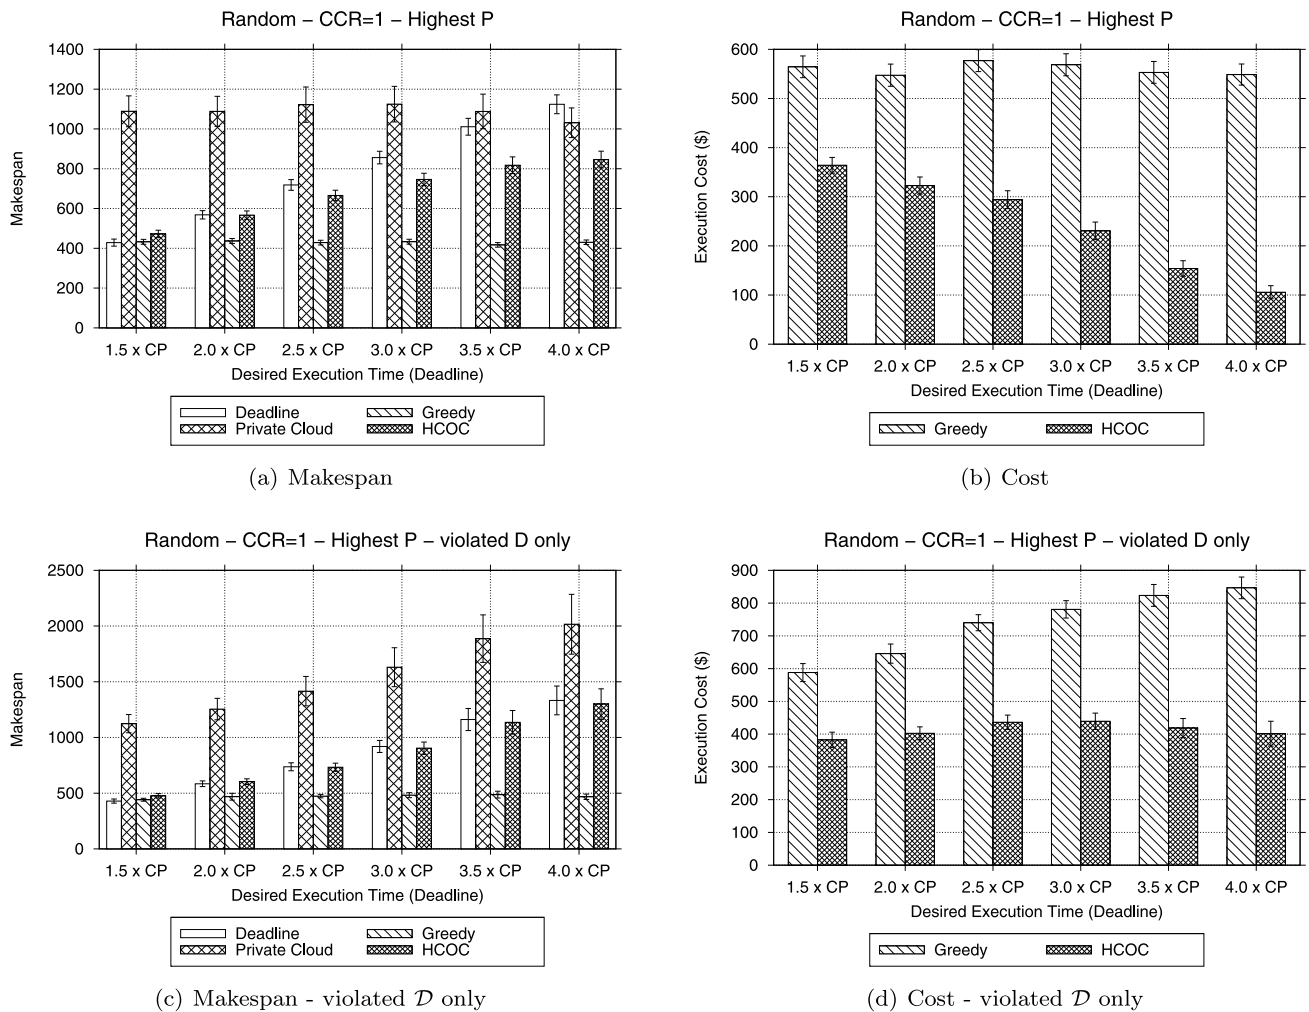 Random – CCR=1 – Highest P
Makespan
1400
1200
1000
800
600
400
200
0
1.5 x CP 2.0 x CP 2.5 x CP 3.0 x CP 3.5 x CP 4.0 x CP
Desired Execution Time (Deadline)
Deadline Greedy
Private Cloud HCOC
(a) Makespan
Random – CCR=1 – Highest P
Execution Cost ($)
600
500
400
300
200
100
0
1.5 x CP 2.0 x CP 2.5 x CP 3.0 x CP 3.5 x CP 4.0 x CP
Desired Execution Time (Deadline)
Greedy HCOC
(b) Cost
Random – CCR=1 – Highest P – violated D only
Makespan
2500
2000
1500
1000
500
0
1.5 x CP 2.0 x CP 2.5 x CP 3.0 x CP 3.5 x CP 4.0 x CP
Desired Execution Time (Deadline)
Deadline Greedy
Private Cloud HCOC
(c) Makespan - violated 𝒟 only
Random – CCR=1 – Highest P – violated D only
Execution Cost ($)
900
800
700
600
500
400
300
200
100
0
1.5 x CP 2.0 x CP 2.5 x CP 3.0 x CP 3.5 x CP 4.0 x CP
Desired Execution Time (Deadline)
Greedy HCOC
(d) Cost - violated 𝒟 only